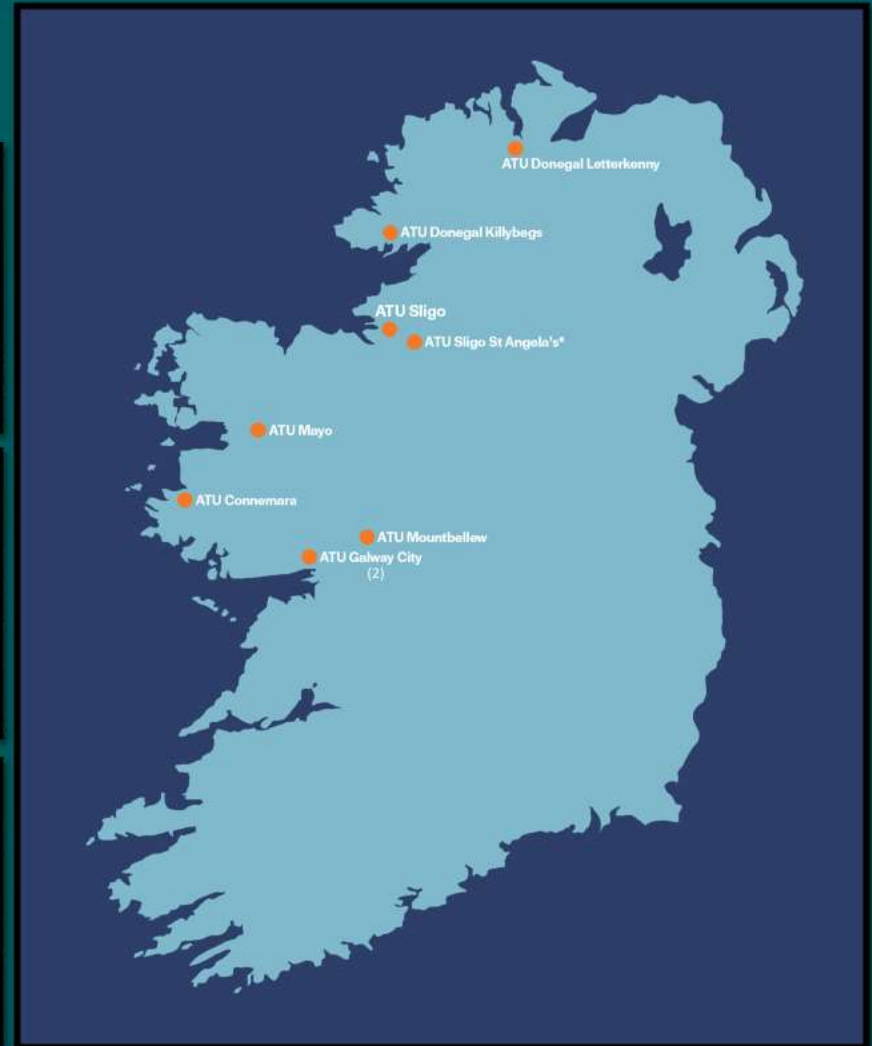 ATU Donegal Letterkenny
ATU Donegal Killybegs
ATU Sligo
ATU Sligo St Angela's*
ATU Mayo
ATU Connemara
ATU Mountbellew
ATU Galway City
(2)